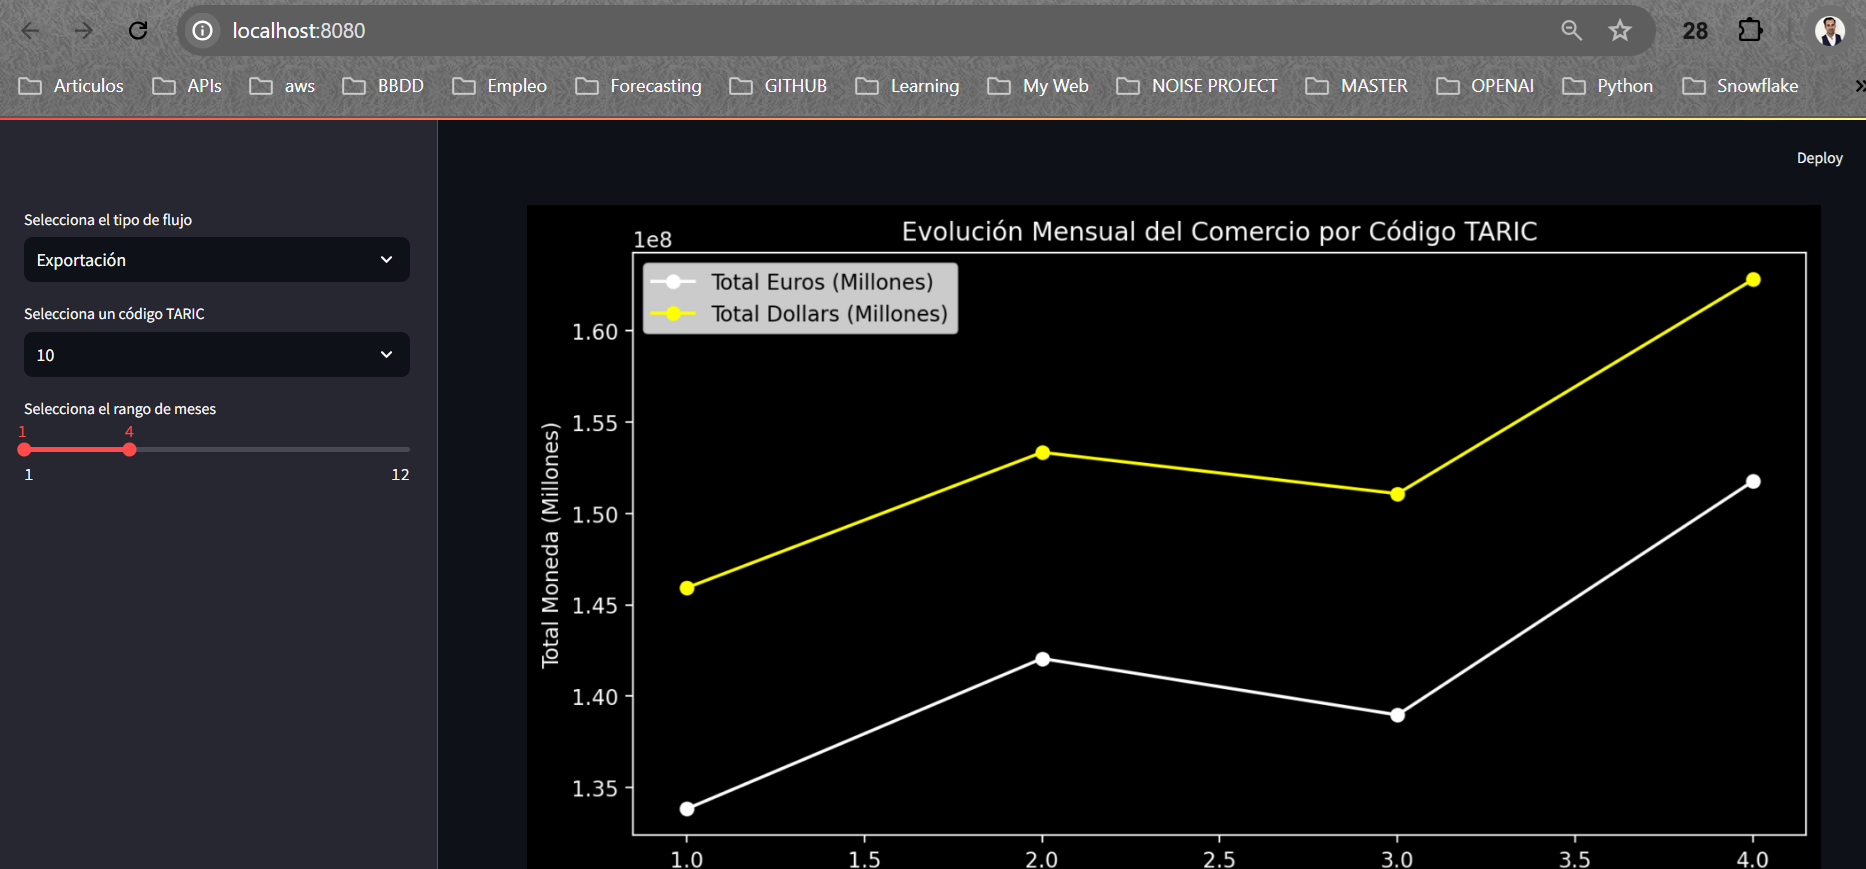 localhost:8080
28
Articulos APIs aws BBDD Empleo Forecasting GITHUB Learning My Web NOISE PROJECT MASTER OPENAI Python Snowflake »
Deploy
Selecciona el tipo de flujo
Exportación
Selecciona un código TARIC
10
Selecciona el rango de meses
1 4
1 12
Evolución Mensual del Comercio por Código TARIC
1e8
Total Euros (Millones)
Total Dollars (Millones)
Total Moneda (Millones)
1.60
1.55
1.50
1.45
1.40
1.35
1.0 1.5 2.0 2.5 3.0 3.5 4.0